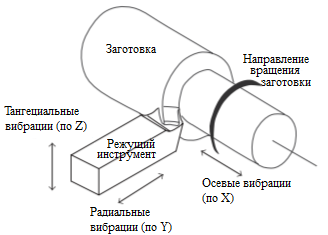 Заготовка
Направление
вращения
заготовки
Тангециальные
вибрации (по Z)
Режущий
инструмент
Осевые вибрации
(по X)
Радиальные
вибрации (по Y)